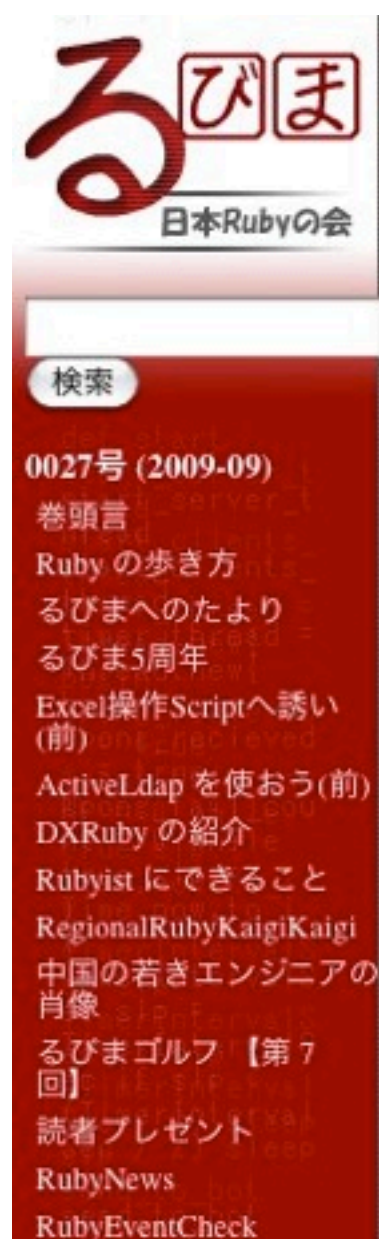 るびま
日本Rubyの会
検索
0027号 (2009-09)
巻頭言
Ruby の歩き方
るびまへのたより
るびま5周年
Excel操作Scriptへ誘い
(前)
ActiveLdap を使おう(前)
DXRuby の紹介
Rubyist にできること
RegionalRubyKaigiKaigi
中国の若きエンジニアの
肖像
るびまゴルフ 【第 7
回】
読者プレゼント
RubyNews
RubyEventCheck